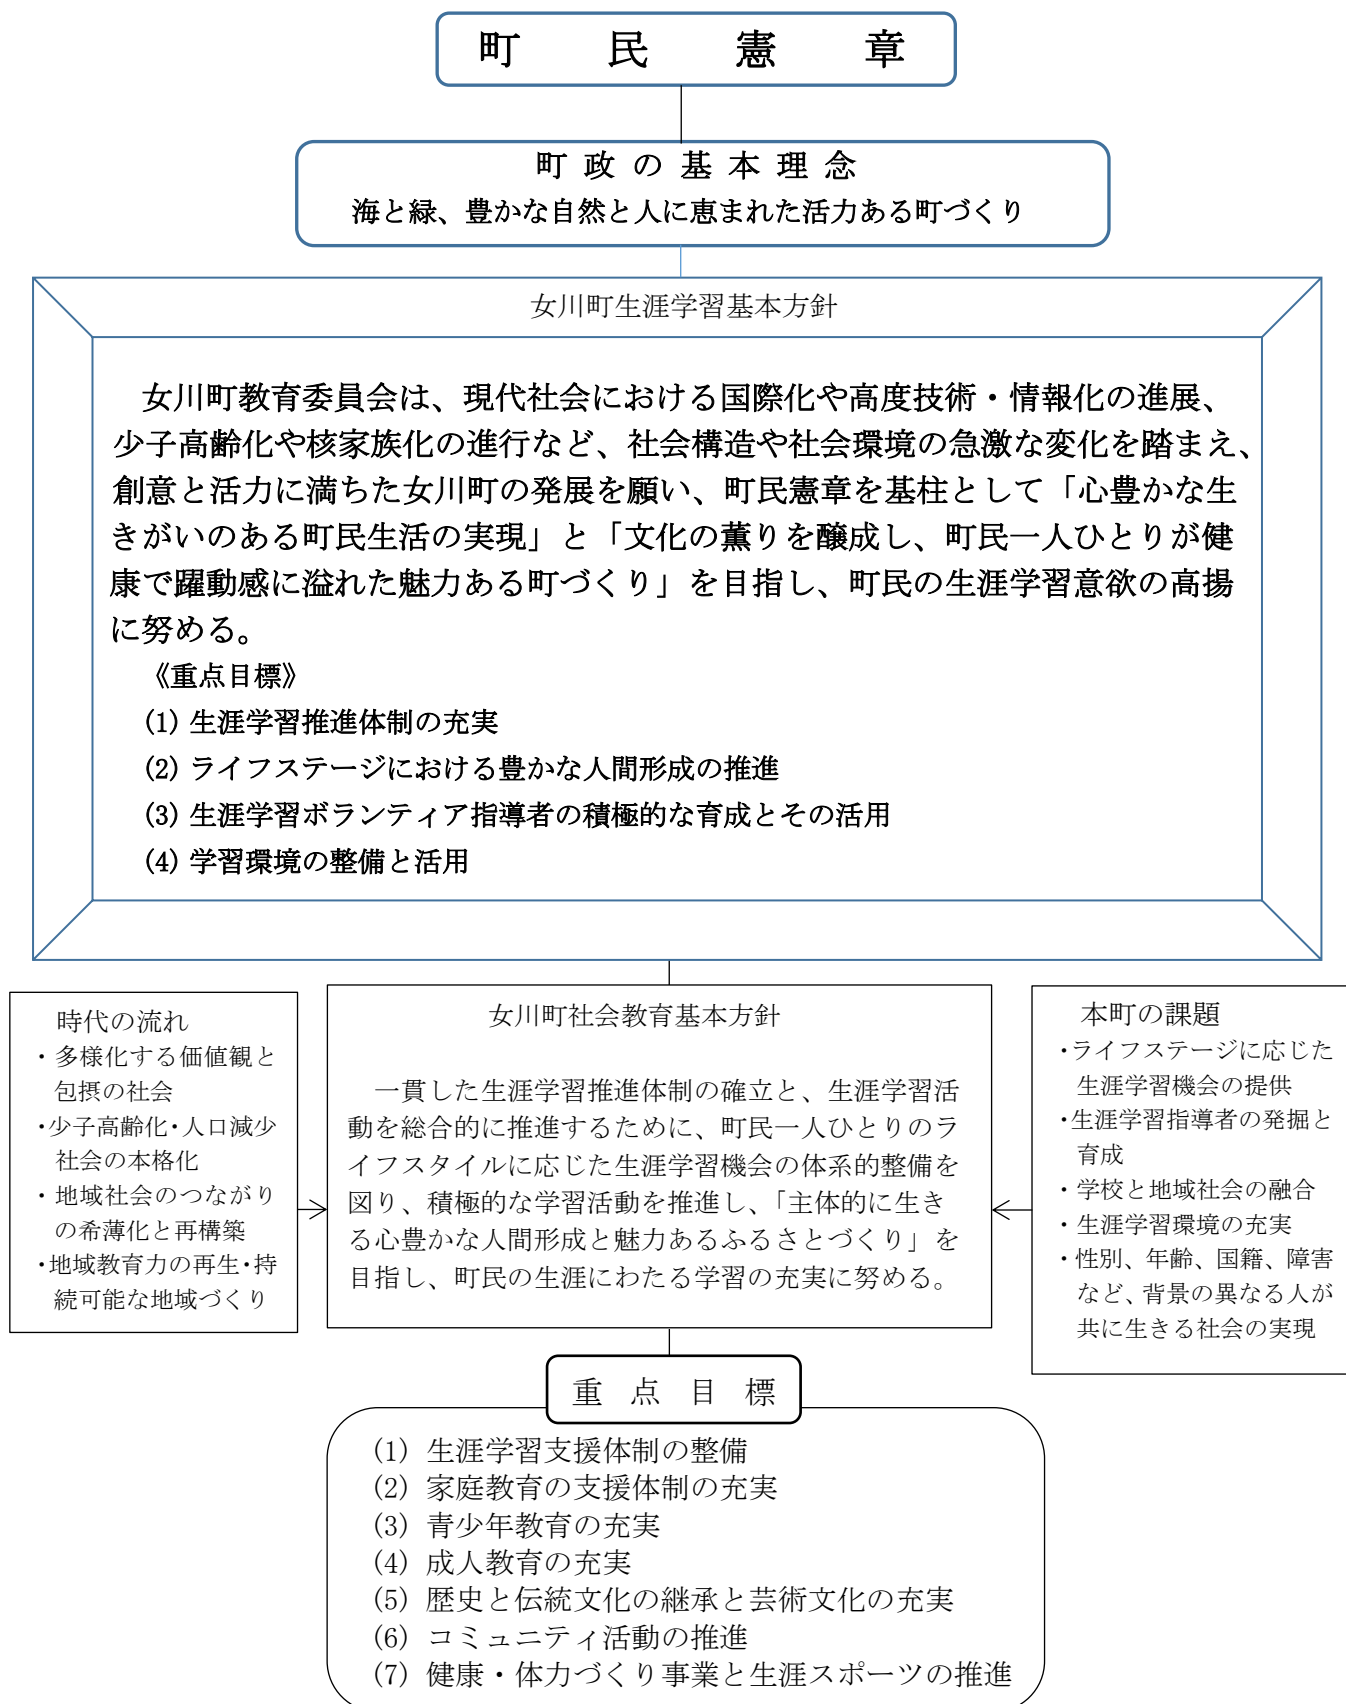 町民憲章
町政の基本理念
海と緑、豊かな自然と人に恵まれた活力ある町づくり
女川町生涯学習基本方針
女川町教育委員会は、現代社会における国際化や高度技術・情報化の進展、
少子高齢化や核家族化の進行など、社会構造や社会環境の急激な変化を踏まえ、
創意と活力に満ちた女川町の発展を願い、町民憲章を基柱として「心豊かな生
きがいのある町民生活の実現」と「文化の薫りを醸成し、町民一人ひとりが健
康で躍動感に溢れた魅力ある町づくり」を目指し、町民の生涯学習意欲の高揚
に努める。
《重点目標》
(1) 生涯学習推進体制の充実
(2) ライフステージにおける豊かな人間形成の推進
(3) 生涯学習ボランティア指導者の積極的な育成とその活用
(4) 学習環境の整備と活用
時代の流れ
・多様化する価値観と
包摂の社会
・少子高齢化・人口減少
社会の本格化
・地域社会のつながり
の希薄化と再構築
・地域教育力の再生・持
続可能な地域づくり
女川町社会教育基本方針
一貫した生涯学習推進体制の確立と、生涯学習活
動を総合的に推進するために、町民一人ひとりのラ
イフスタイルに応じた生涯学習機会の体系的整備を
図り、積極的な学習活動を推進し、「主体的に生き
る心豊かな人間形成と魅力あるふるさとづくり」を
目指し、町民の生涯にわたる学習の充実に努める。
本町の課題
・ライフステージに応じた
生涯学習機会の提供
・生涯学習指導者の発掘と
育成
・学校と地域社会の融合
・生涯学習環境の充実
・性別、年齢、国籍、障害
など、背景の異なる人が
共に生きる社会の実現
重点目標
(1) 生涯学習支援体制の整備
(2) 家庭教育の支援体制の充実
(3) 青少年教育の充実
(4) 成人教育の充実
(5) 歴史と伝統文化の継承と芸術文化の充実
(6) コミュニティ活動の推進
(7) 健康・体力づくり事業と生涯スポーツの推進